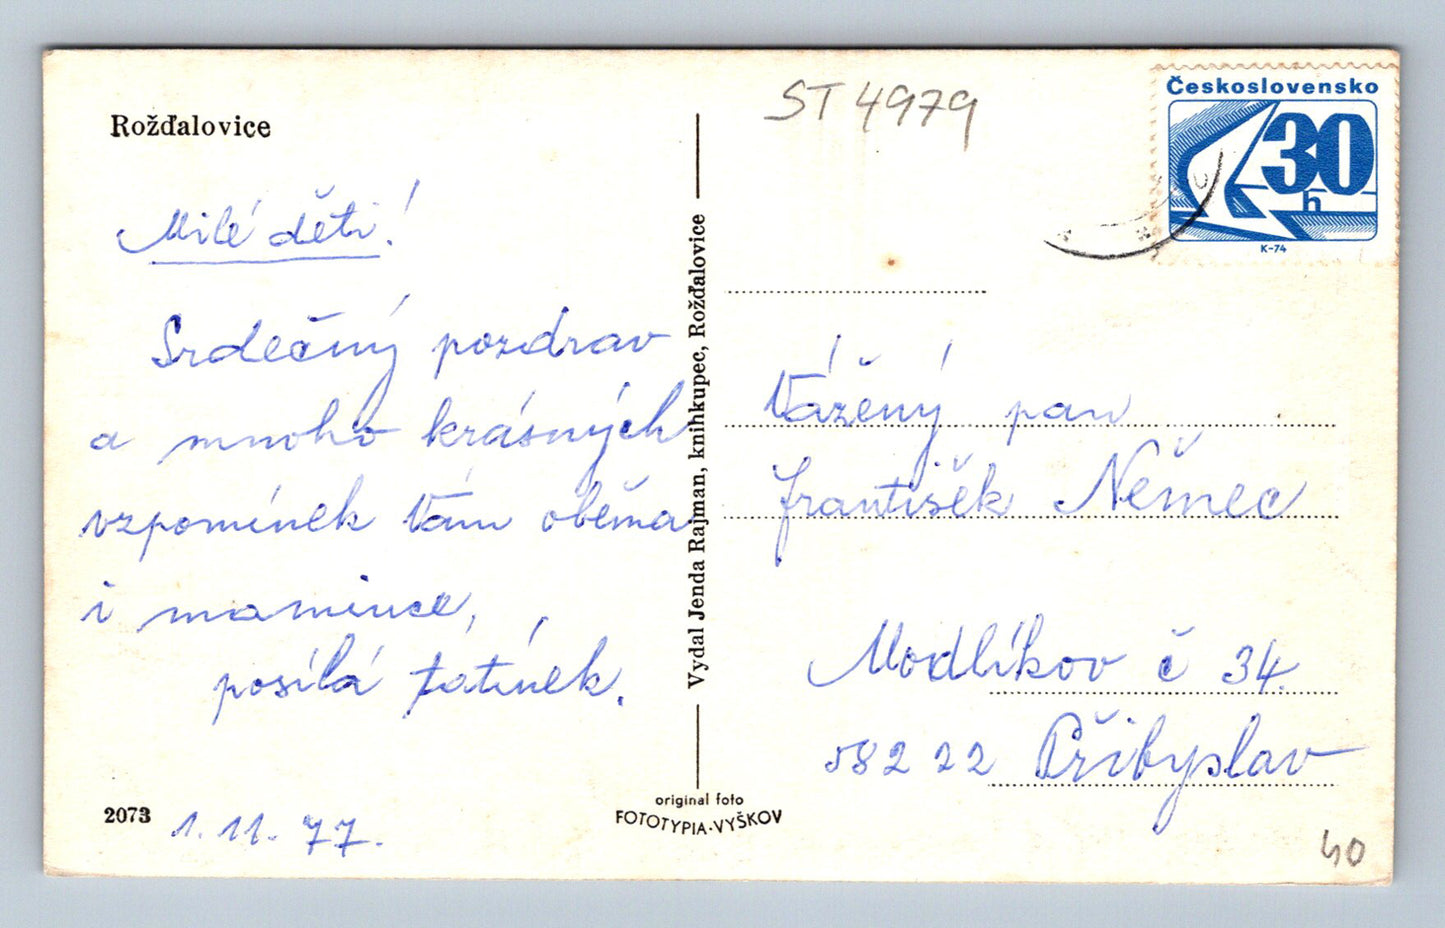 Rožďalovice
Milé děti!
Srdečný pozdrav
a mnoho krásných
vzpomínek Vám oběma
i mamince,
posílá tatínek.
2073
1. 11. 77.
Vydal Jenda Rajman, knihkupec, Rožďalovice
original foto
FOTOTYPIA-VYŠKOV
ST 4979
Československo
30
h
K-74
Vážený pan
František Němec
Modlíkov č 34.
582 22 Přibyslav
40